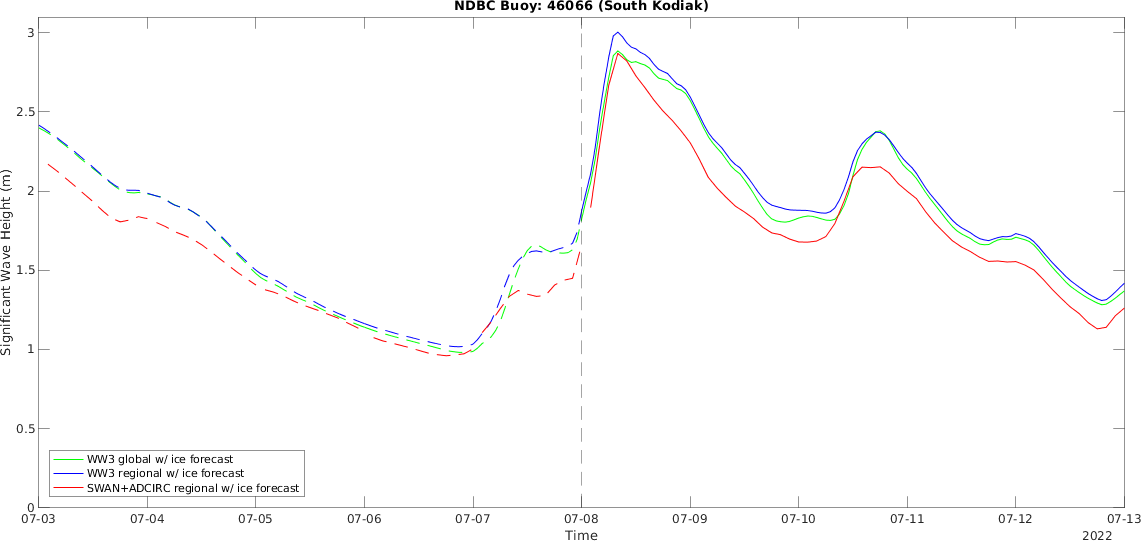 NDBC Buoy: 46066 (South Kodiak)
3
2.5
2
1.5
1
0.5
0
Significant Wave Height (m)
WW3 global w/ ice forecast
WW3 regional w/ ice forecast
SWAN+ADCIRC regional w/ ice forecast
07-03 07-04 07-05 07-06 07-07 07-08 07-09 07-10 07-11 07-12 07-13
Time
2022